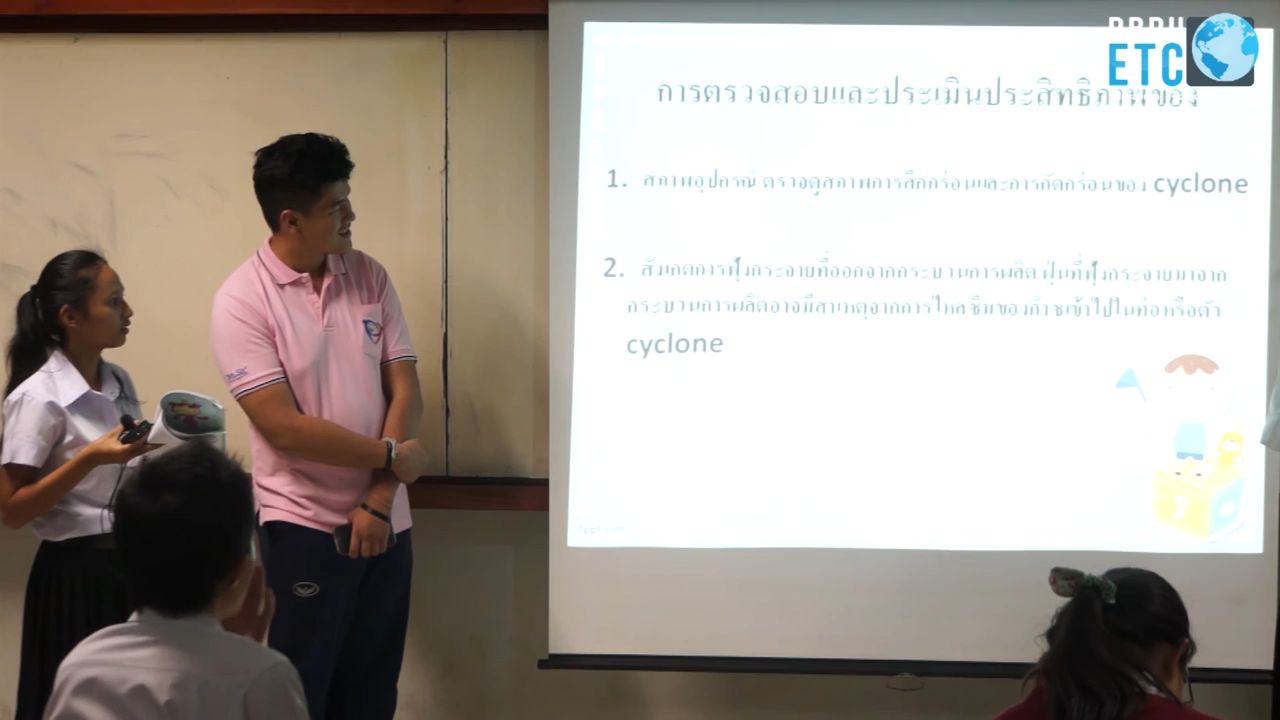 ETC
การตรวจสอบและประเมินประสิทธิภาพของ
1. สภาพอุปกรณ์ ตรวจดูสภาพการสึกกร่อนและการกัดกร่อนของ cyclone
2. สังเกตการฟุ้งกระจายที่ออกจากกระบวนการผลิต ฝุ่นที่ฟุ้งกระจายมาจาก
กระบวนการผลิตอาจมีสาเหตุจากการไหลซึมของก๊าซเข้าไปในท่อหรือตัว
cyclone